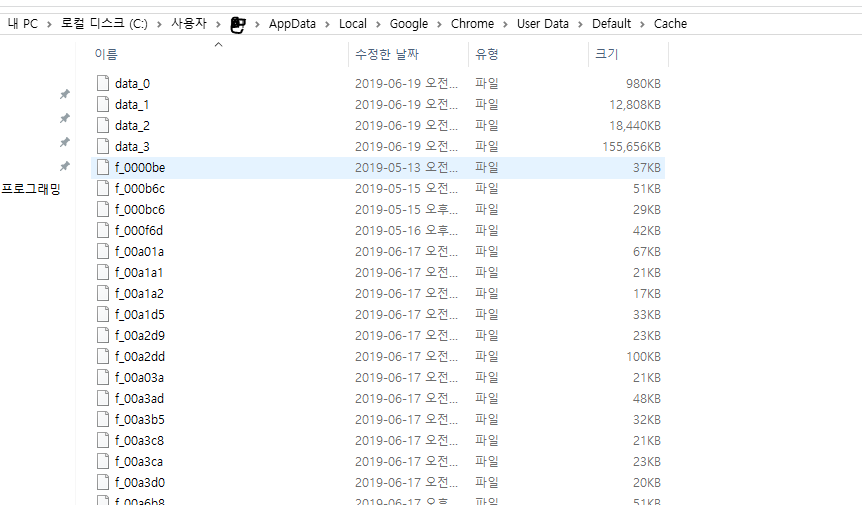 내 PC > 로컬 디스크 (C:) > 사용자 > > AppData > Local > Google > Chrome > User Data > Default > Cache
이름 수정한 날짜 유형 크기
data_0 2019-06-19 오전... 파일 980KB
data_1 2019-06-19 오전... 파일 12,808KB
data_2 2019-06-19 오전... 파일 18,440KB
data_3 2019-06-19 오전... 파일 155,656KB
f_0000be 2019-05-13 오전... 파일 37KB
프로그래밍 f_000b6c 2019-05-15 오전... 파일 51KB
f_000bc6 2019-05-15 오후... 파일 29KB
f_000f6d 2019-05-16 오후... 파일 42KB
f_00a01a 2019-06-17 오전... 파일 67KB
f_00a1a1 2019-06-17 오전... 파일 21KB
f_00a1a2 2019-06-17 오전... 파일 17KB
f_00a1d5 2019-06-17 오전... 파일 33KB
f_00a2d9 2019-06-17 오전... 파일 23KB
f_00a2dd 2019-06-17 오전... 파일 100KB
f_00a03a 2019-06-17 오전... 파일 21KB
f_00a3ad 2019-06-17 오전... 파일 48KB
f_00a3b5 2019-06-17 오전... 파일 32KB
f_00a3c8 2019-06-17 오전... 파일 21KB
f_00a3ca 2019-06-17 오전... 파일 23KB
f_00a3d0 2019-06-17 오전... 파일 20KB
f_00a6b8 2019-06-17 오후... 파일 51KB